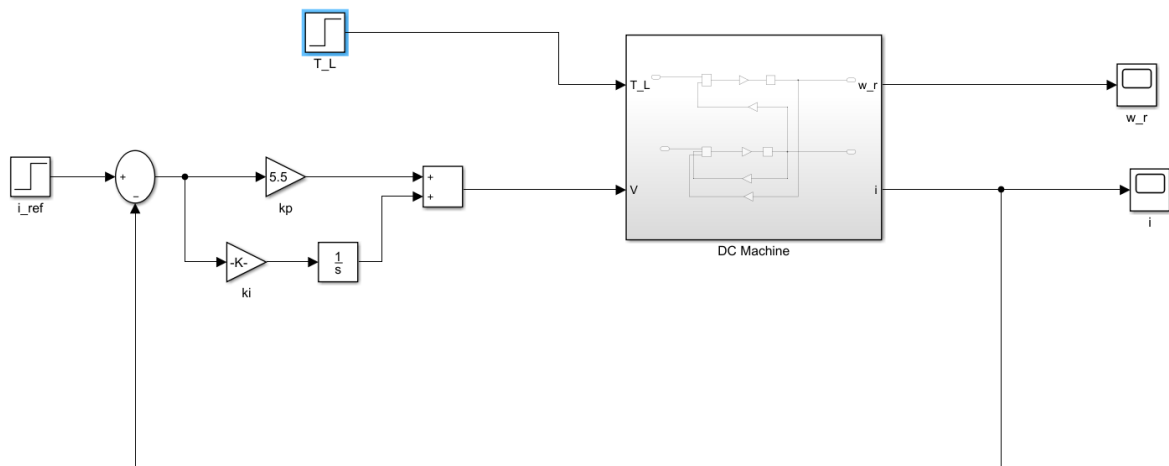 T_L
T_L
w_r
w_r
i_ref
+
−
5.5
kp
+
+
V
i
i
DC Machine
-K-
ki
1
s